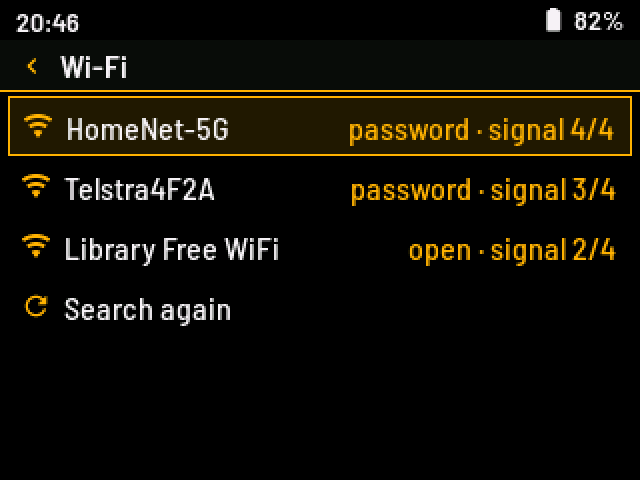 20:46 82%
Wi-Fi
HomeNet-5G password · signal 4/4
Telstra4F2A password · signal 3/4
Library Free WiFi open · signal 2/4
Search again